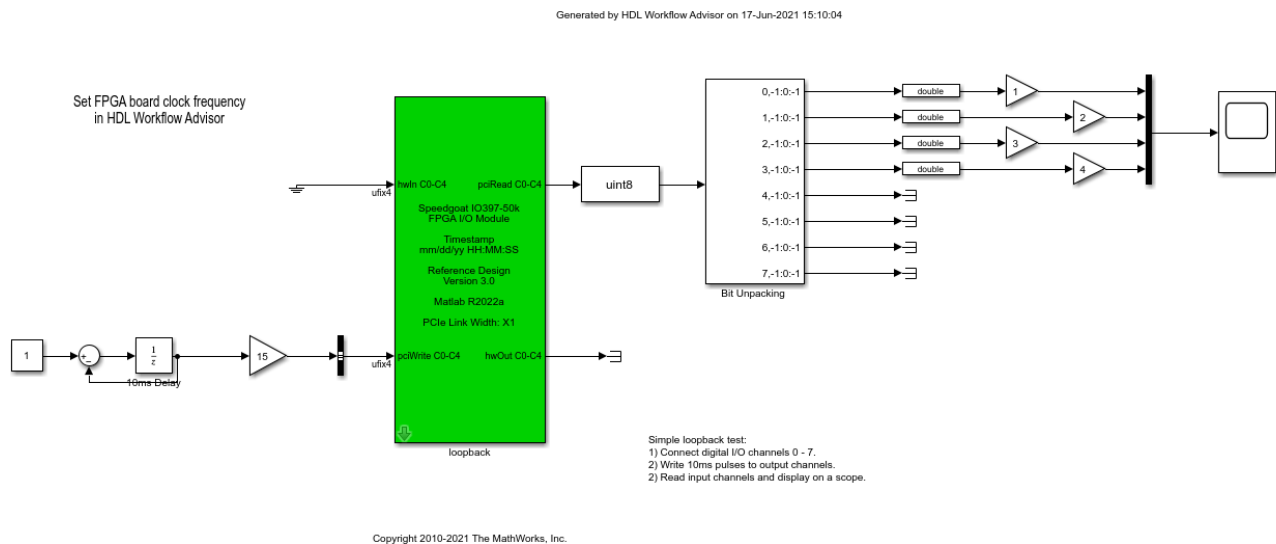 Generated by HDL Workflow Advisor on 17-Jun-2021 15:10:04
Set FPGA board clock frequency
in HDL Workflow Advisor
0,-1:0:-1
double
1
1,-1:0:-1
double
2
2,-1:0:-1
double
3
3,-1:0:-1
double
4
4,-1:0:-1
5,-1:0:-1
6,-1:0:-1
7,-1:0:-1
Bit Unpacking
ufix4
hwIn C0-C4
pciRead C0-C4
uint8
Speedgoat IO397-50k
FPGA I/O Module
Timestamp
mm/dd/yy HH:MM:SS
Reference Design
Version 3.0
Matlab R2022a
PCIe Link Width: X1
1
+
−
1
z
10ms Delay
15
ufix4
pciWrite C0-C4
hwOut C0-C4
loopback
Simple loopback test:
1) Connect digital I/O channels 0 - 7.
2) Write 10ms pulses to output channels.
2) Read input channels and display on a scope.
Copyright 2010-2021 The MathWorks, Inc.